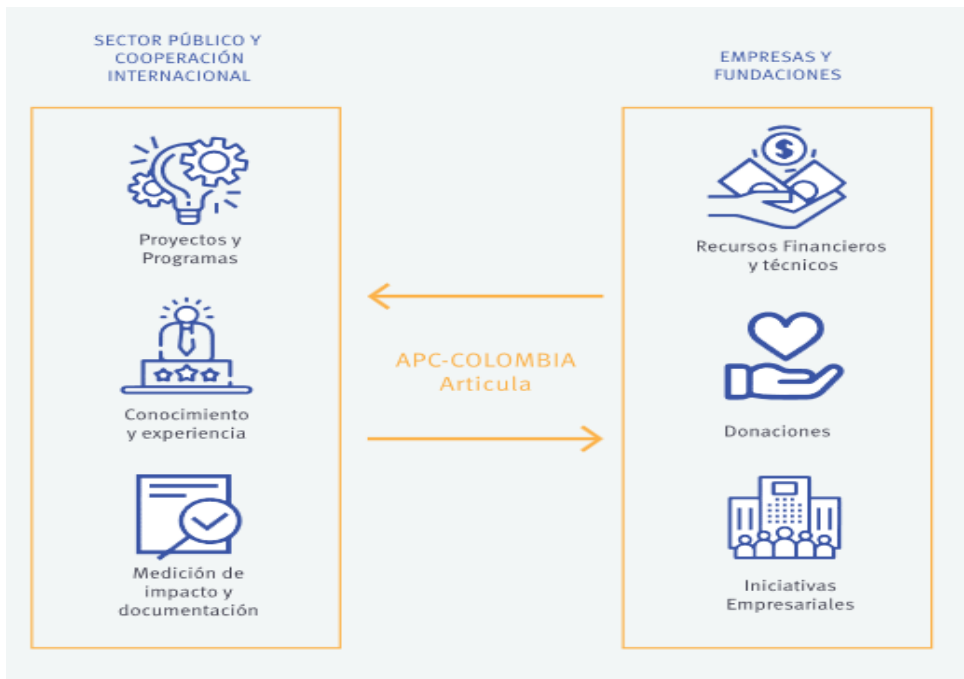 SECTOR PÚBLICO Y
COOPERACIÓN
INTERNACIONAL
Proyectos y
Programas
Conocimiento
y experiencia
Medición de
impacto y
documentación
APC-COLOMBIA
Articula
EMPRESAS Y
FUNDACIONES
$
Recursos Financieros
y técnicos
Donaciones
Iniciativas
Empresariales